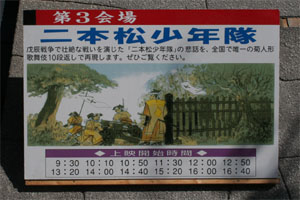 第3会場
二本松少年隊
戊辰戦争で壮絶な戦いを演じた「二本松少年隊」の悲話を、全国で唯一の菊人形
歌舞伎10段返しで再現します。ぜひご覧ください。
◆上映開始時間◆
9:30 10:10 10:50 11:30 12:00 12:50
13:20 14:00 14:40 15:20 16:00 16:40